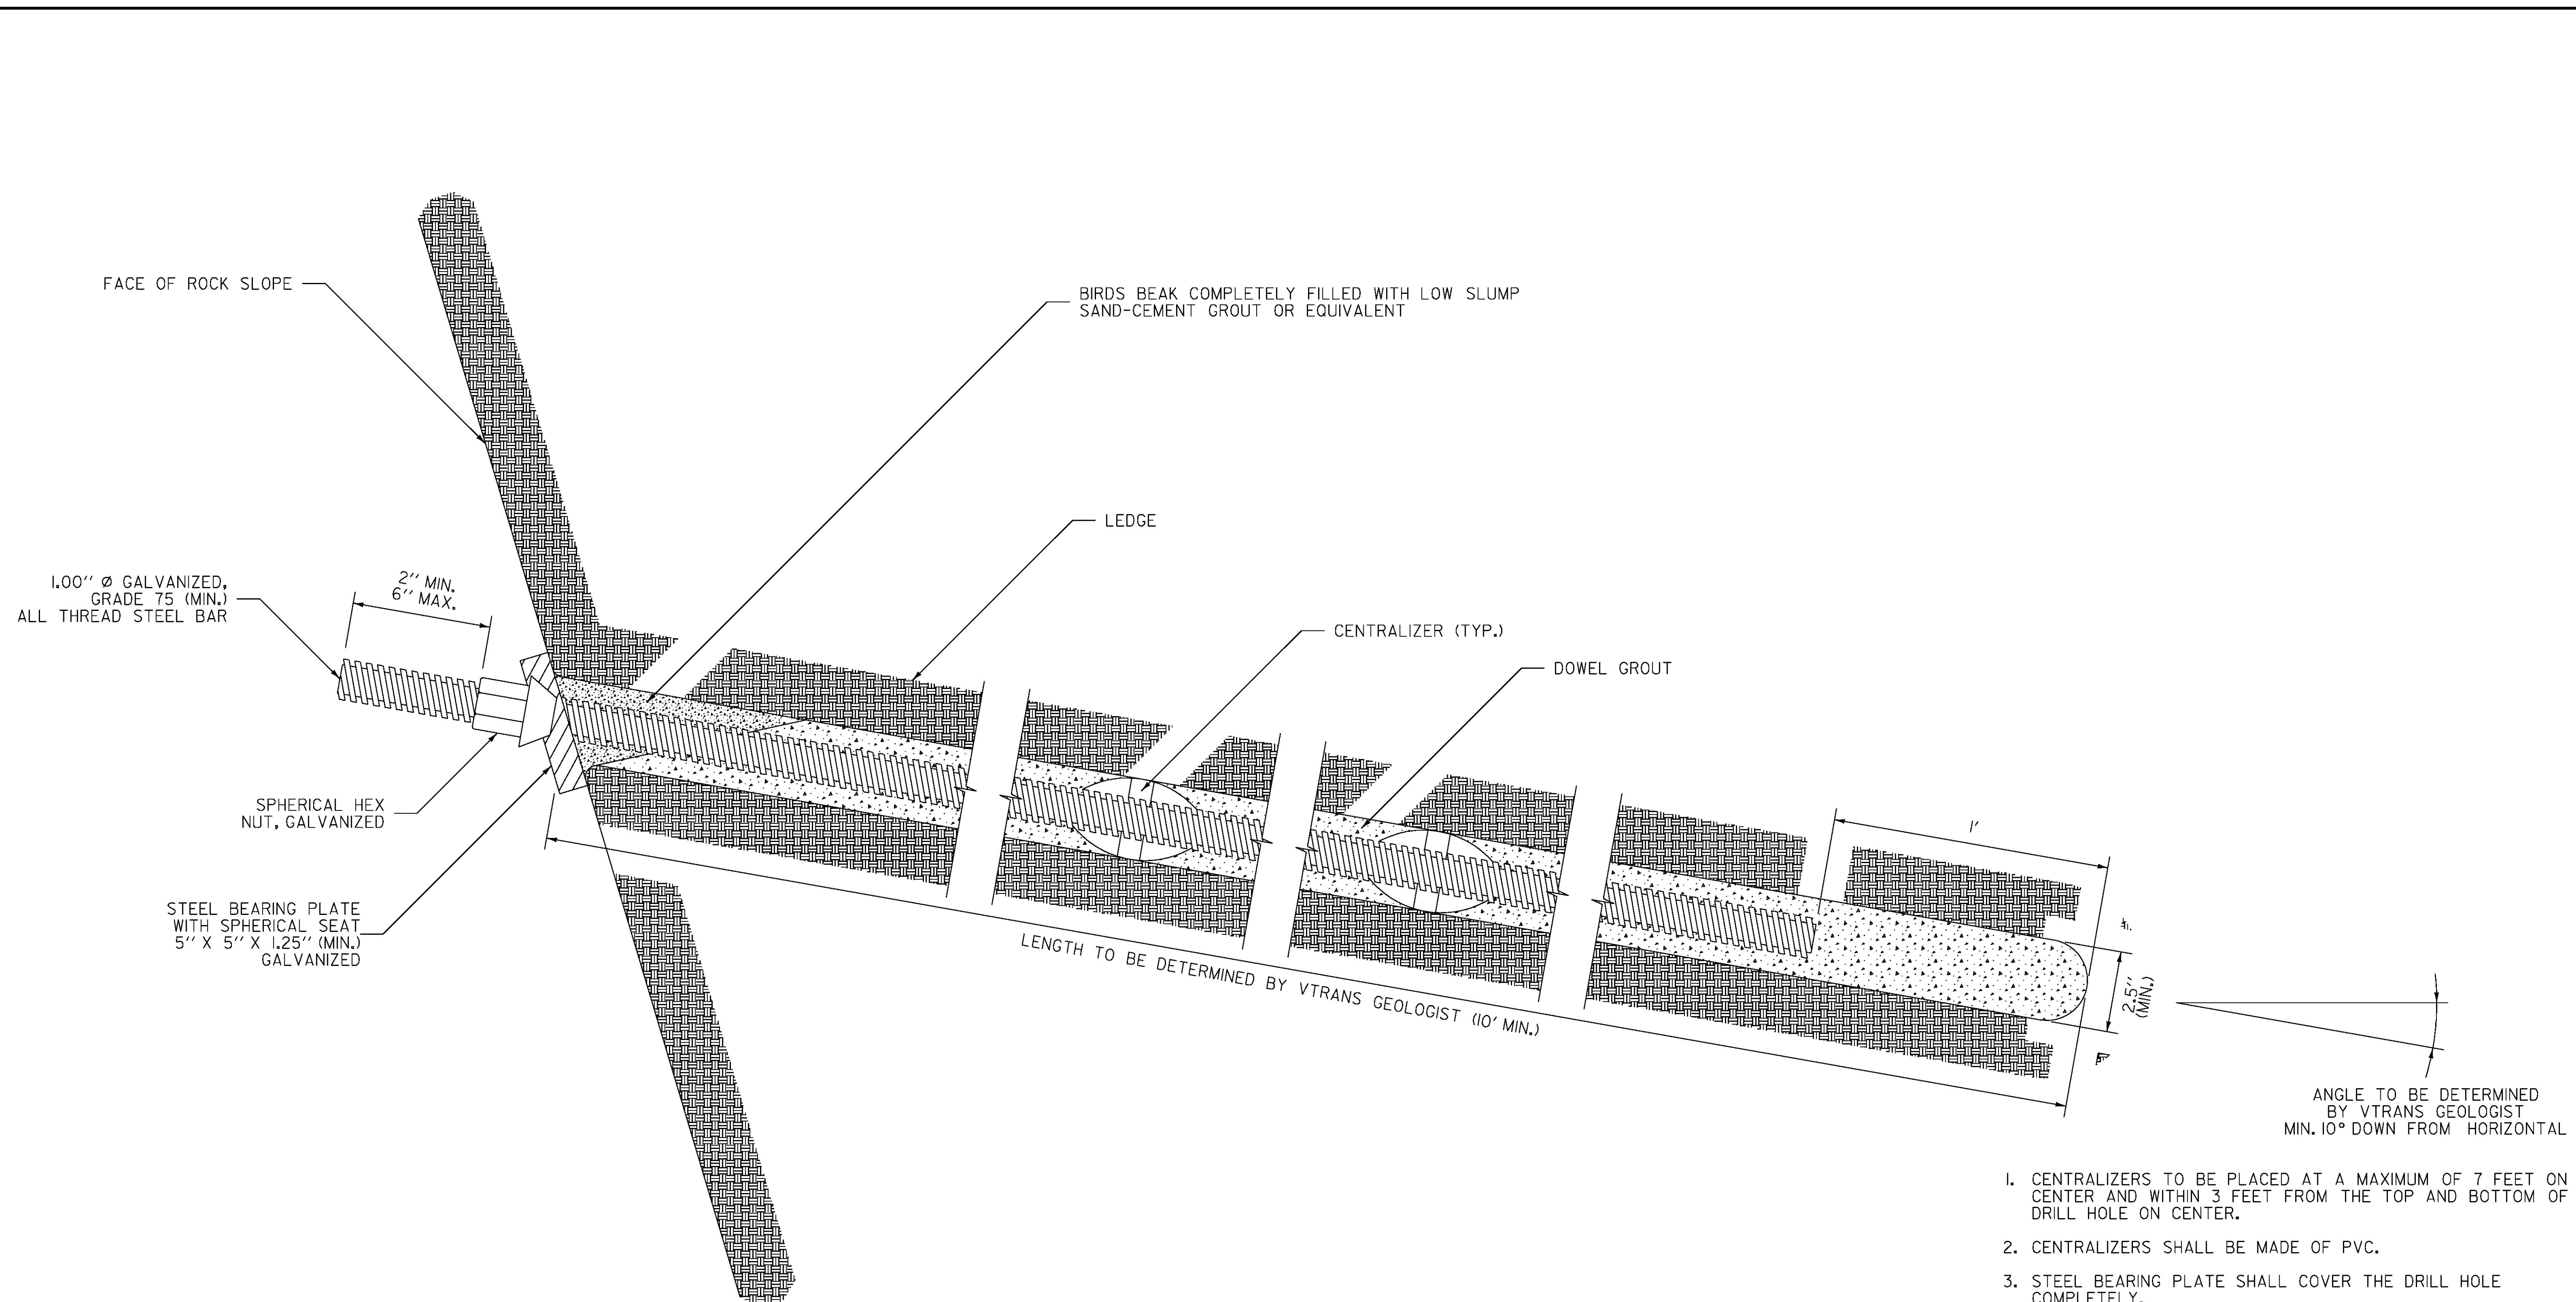 FACE OF ROCK SLOPE
BIRDS BEAK COMPLETELY FILLED WITH LOW SLUMP
SAND-CEMENT GROUT OR EQUIVALENT
LEDGE
1.00'' Ø GALVANIZED,
GRADE 75 (MIN.)
ALL THREAD STEEL BAR
2'' MIN.
6'' MAX.
CENTRALIZER (TYP.)
DOWEL GROUT
SPHERICAL HEX
NUT, GALVANIZED
1'
STEEL BEARING PLATE
WITH SPHERICAL SEAT
5'' X 5'' X 1.25'' (MIN.)
GALVANIZED
LENGTH TO BE DETERMINED BY VTRANS GEOLOGIST (10' MIN.)
2.5''
(MIN.)
ANGLE TO BE DETERMINED
BY VTRANS GEOLOGIST
MIN. 10° DOWN FROM HORIZONTAL
1. CENTRALIZERS TO BE PLACED AT A MAXIMUM OF 7 FEET ON
CENTER AND WITHIN 3 FEET FROM THE TOP AND BOTTOM OF
DRILL HOLE ON CENTER.
2. CENTRALIZERS SHALL BE MADE OF PVC.
3. STEEL BEARING PLATE SHALL COVER THE DRILL HOLE
COMPLETELY.